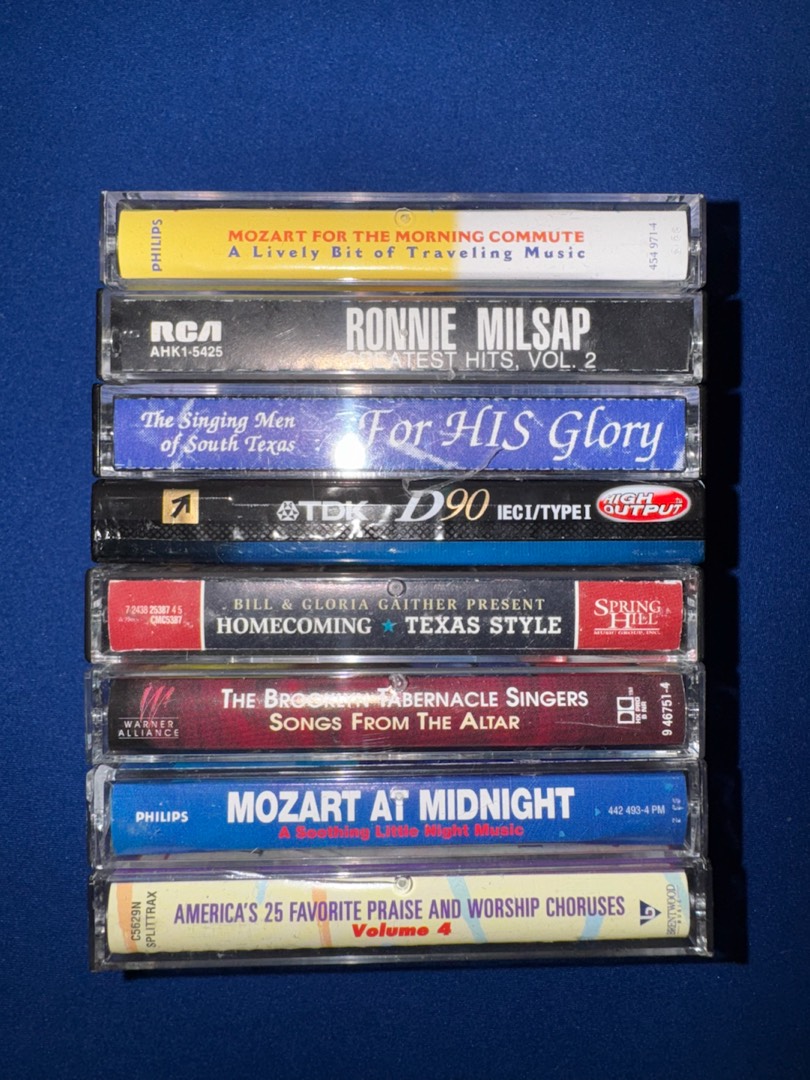 PHILIPS
MOZART FOR THE MORNING COMMUTE
A Lively Bit of Traveling Music
454 971-4
RCA
AHK1-5425
RONNIE MILSAP
GREATEST HITS, VOL. 2
The Singing Men
of South Texas
For HIS Glory
TDK D90 IEC I/TYPE I
HIGH
OUTPUT
7 2438 25387 4 5
CMC5387
BILL & GLORIA GAITHER PRESENT
HOMECOMING ★ TEXAS STYLE
SPRING
HILL
WARNER
ALLIANCE
THE BROOKLYN TABERNACLE SINGERS
SONGS FROM THE ALTAR
9 46751-4
PHILIPS
MOZART AT MIDNIGHT
A Soothing Little Night Music
442 493-4 PM
C5629N
SPLITTRAX
AMERICA'S 25 FAVORITE PRAISE AND WORSHIP CHORUSES
Volume 4
BRENTWOOD
MUSIC